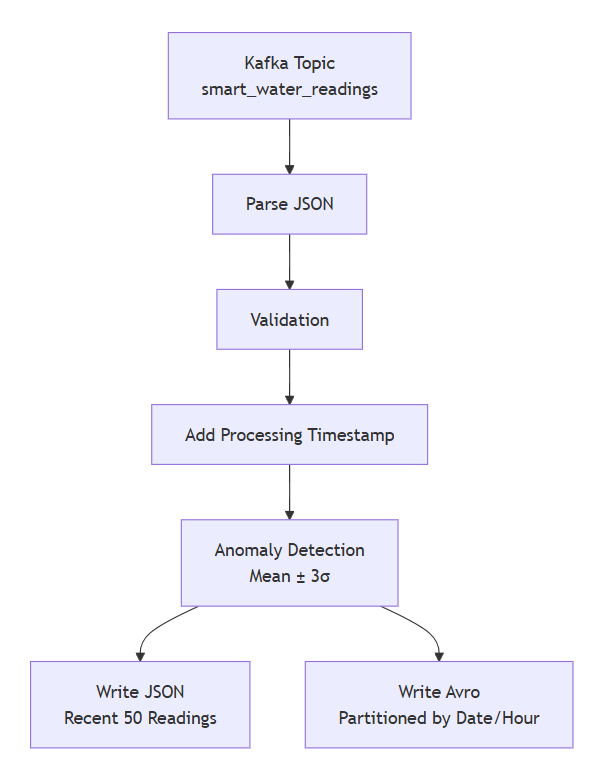 Kafka Topic
smart_water_readings
Parse JSON
Validation
Add Processing Timestamp
Anomaly Detection
Mean ± 3σ
Write JSON
Recent 50 Readings
Write Avro
Partitioned by Date/Hour